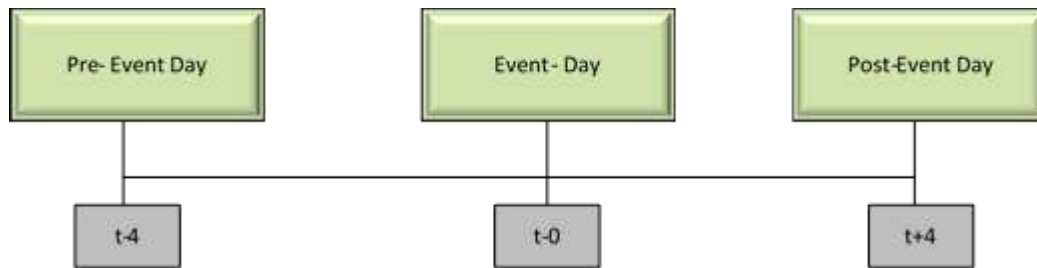 Pre- Event Day
Event- Day
Post-Event Day
t-4
t-0
t+4